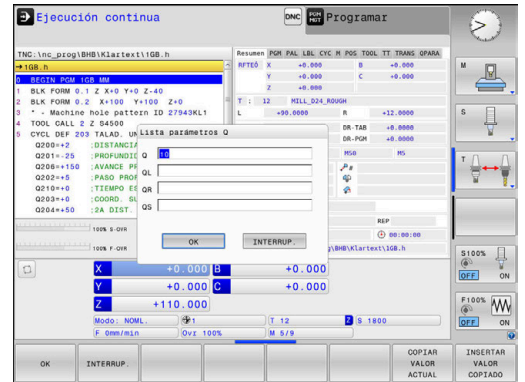 Ejecución continua
DNC
PGM MGT
Programar
TNC:\nc_prog\BHB\Klartext\1GB.h
→1GB.h
0 BEGIN PGM 1GB MM
1 BLK FORM 0.1 Z X+0 Y+0 Z-40
2 BLK FORM 0.2 X+100 Y+100 Z+0
3 * - Machine hole pattern ID 27943KL1
4 TOOL CALL 2 Z S4500
5 CYCL DEF 203 TALAD. UN
Q200=+2 ;DISTANCIA
Q201=-25 ;PROFUNDID
Q206=+150 ;AVANCE PR
Q202=+5 ;PASO PROF
Q210=+0 ;TIEMPO ES
Q203=+0 ;COORD. SU
Q204=+50 ;2A DIST.
100% S-OVR
100% F-OVR
Resumen PGM PAL LBL CYC M POS TOOL TT TRANS QPARA
RFTEÓ X +0.000 B +0.000
Y +0.000 C +0.000
Z +0.000
T : 12 MILL_D24_ROUGH
L +90.0000 R +12.0000
DR-TAB +0.0000
DR-PGM +0.0000
M50 M5
REP
00:00:00
g\BHB\Klartext\1GB.h
Lista parámetros Q
Q 10
QL
QR
QS
OK
INTERRUP.
X +0.000 B +0.000
Y +0.000 C +0.000
Z +110.000
Modo: NOML. 1 T 12 Z S 1800
F 0mm/min Ovr 100% M 5/9
M
S
T
S100%
OFF ON
F100%
OFF ON
OK
INTERRUP.
COPIAR VALOR ACTUAL
INSERTAR VALOR COPIADO